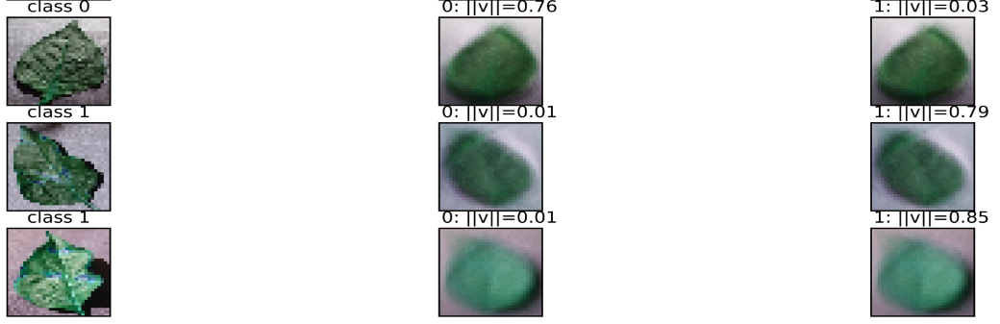 class 0 0: ||v||=0.76 1: ||v||=0.03
class 1 0: ||v||=0.01 1: ||v||=0.79
class 1 0: ||v||=0.01 1: ||v||=0.85